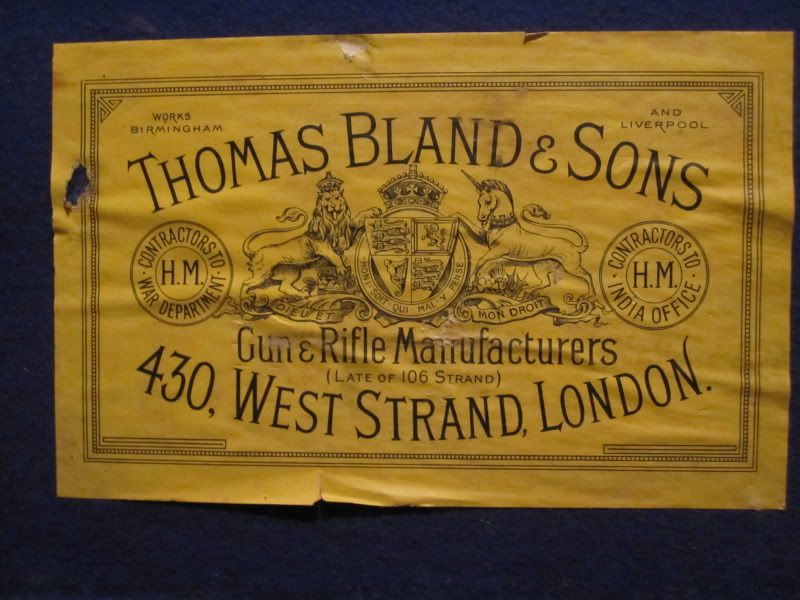 WORKS
BIRMINGHAM
AND
LIVERPOOL
THOMAS BLAND & SONS
CONTRACTORS TO
H.M.
WAR DEPARTMENT
HONI SOIT QUI MAL Y PENSE
DIEU ET MON DROIT
CONTRACTORS TO
H.M.
INDIA OFFICE
Gun & Rifle Manufacturers
(LATE OF 106 STRAND)
430, WEST STRAND, LONDON.